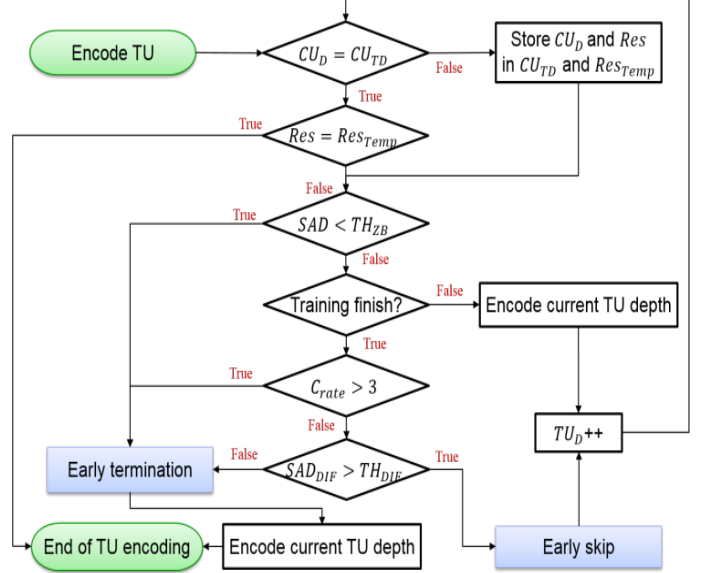 Encode TU
CU_D = CU_TD
Store CU_D and Res
in CU_TD and Res_Temp
False
True
True
Res = Res_Temp
False
True
SAD < TH_ZB
False
Training finish?
False
Encode current TU depth
True
True
C_rate > 3
False
TU_D++
False
SAD_DIF > TH_DIF
True
Early termination
End of TU encoding
Encode current TU depth
Early skip